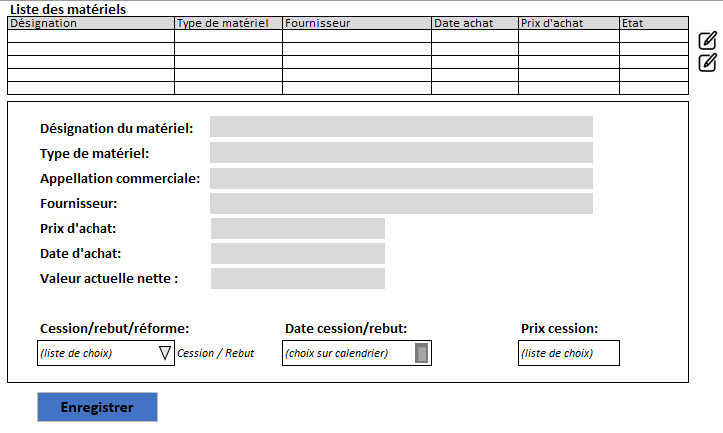 Liste des matériels
Désignation Type de matériel Fournisseur Date achat Prix d'achat Etat
Désignation du matériel:
Type de matériel:
Appellation commerciale:
Fournisseur:
Prix d'achat:
Date d'achat:
Valeur actuelle nette :
Cession/rebut/réforme: Date cession/rebut: Prix cession:
(liste de choix) Cession / Rebut (choix sur calendrier) (liste de choix)
Enregistrer